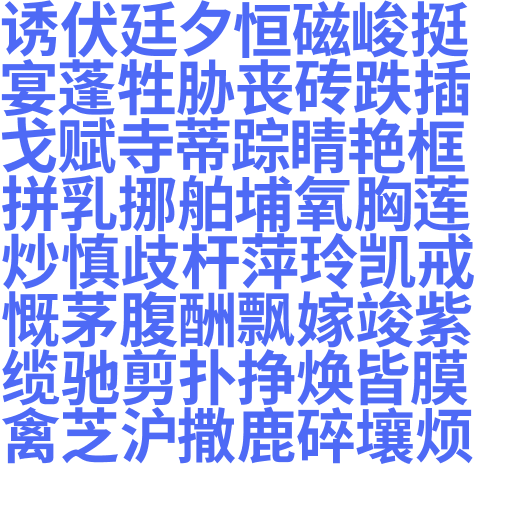 诱伏廷夕恒磁峻挺
宴蓬牲胁丧砖跌插
戈赋寺蒂踪睛艳框
拼乳挪舶埔氧胸莲
炒慎歧杆萍玲凯戒
慨茅腹酬飘嫁竣紫
缆驰剪扑挣焕皆膜
禽芝沪撒鹿碎壤烦